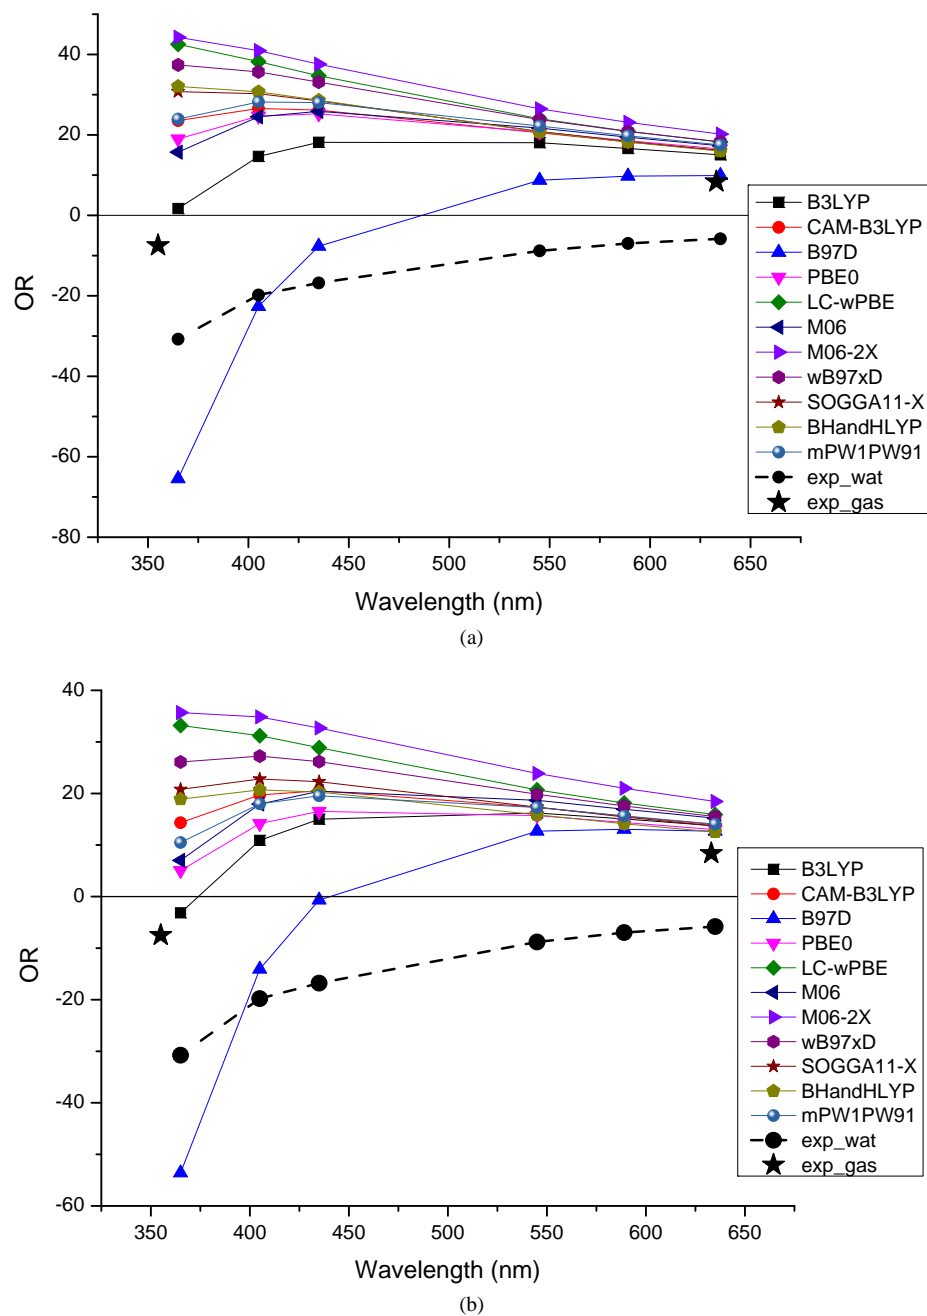 40
20
0
-20
-40
-60
-80
OR
350
400
450
500
550
600
650
Wavelength (nm)
B3LYP
CAM-B3LYP
B97D
PBE0
LC-wPBE
M06
M06-2X
wB97xD
SOGGA11-X
BHandHLYP
mPW1PW91
exp_wat
exp_gas
(a)
40
20
0
-20
-40
-60
OR
350
400
450
500
550
600
650
Wavelength (nm)
B3LYP
CAM-B3LYP
B97D
PBE0
LC-wPBE
M06
M06-2X
wB97xD
SOGGA11-X
BHandHLYP
mPW1PW91
exp_wat
exp_gas
(b)